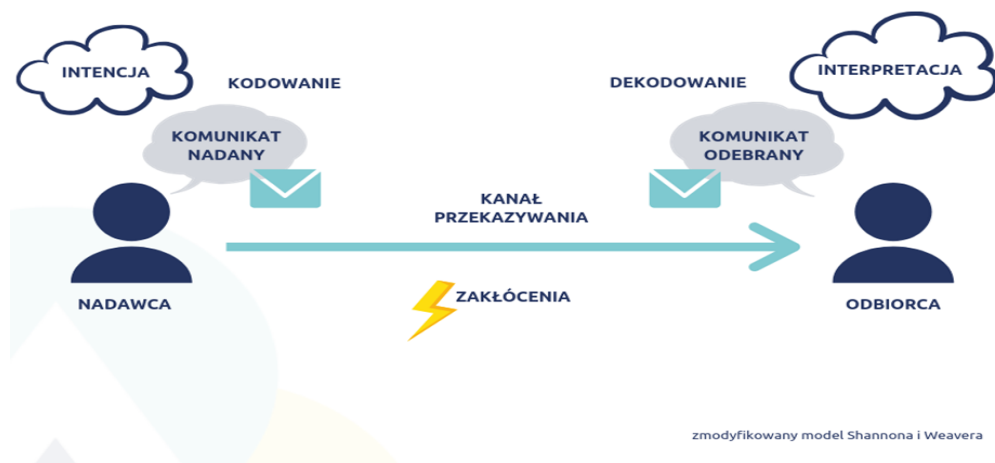 INTENCJA
KODOWANIE
KOMUNIKAT
NADANY
NADAWCA
KANAŁ
PRZEKAZYWANIA
ZAKŁÓCENIA
DEKODOWANIE
INTERPRETACJA
KOMUNIKAT
ODEBRANY
ODBIORCA
zmodyfikowany model Shannona i Weavera